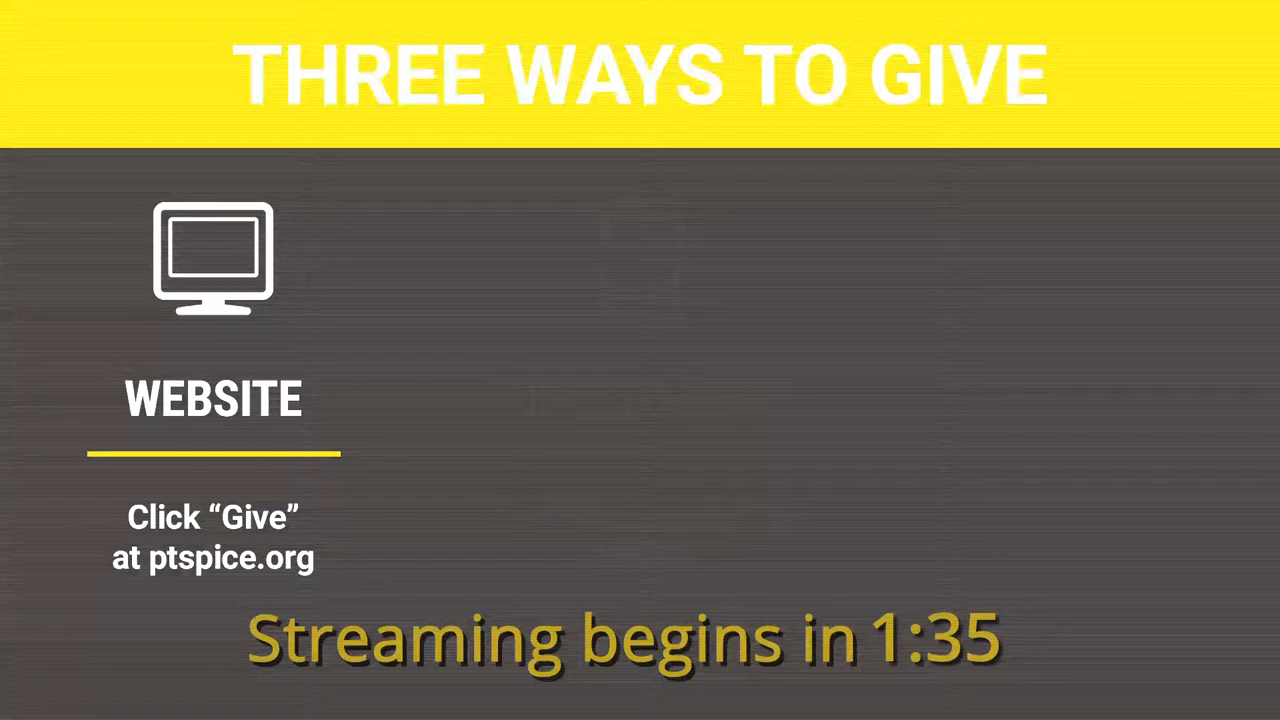 THREE WAYS TO GIVE
WEBSITE
Click “Give”
at ptspice.org
Streaming begins in 1:35